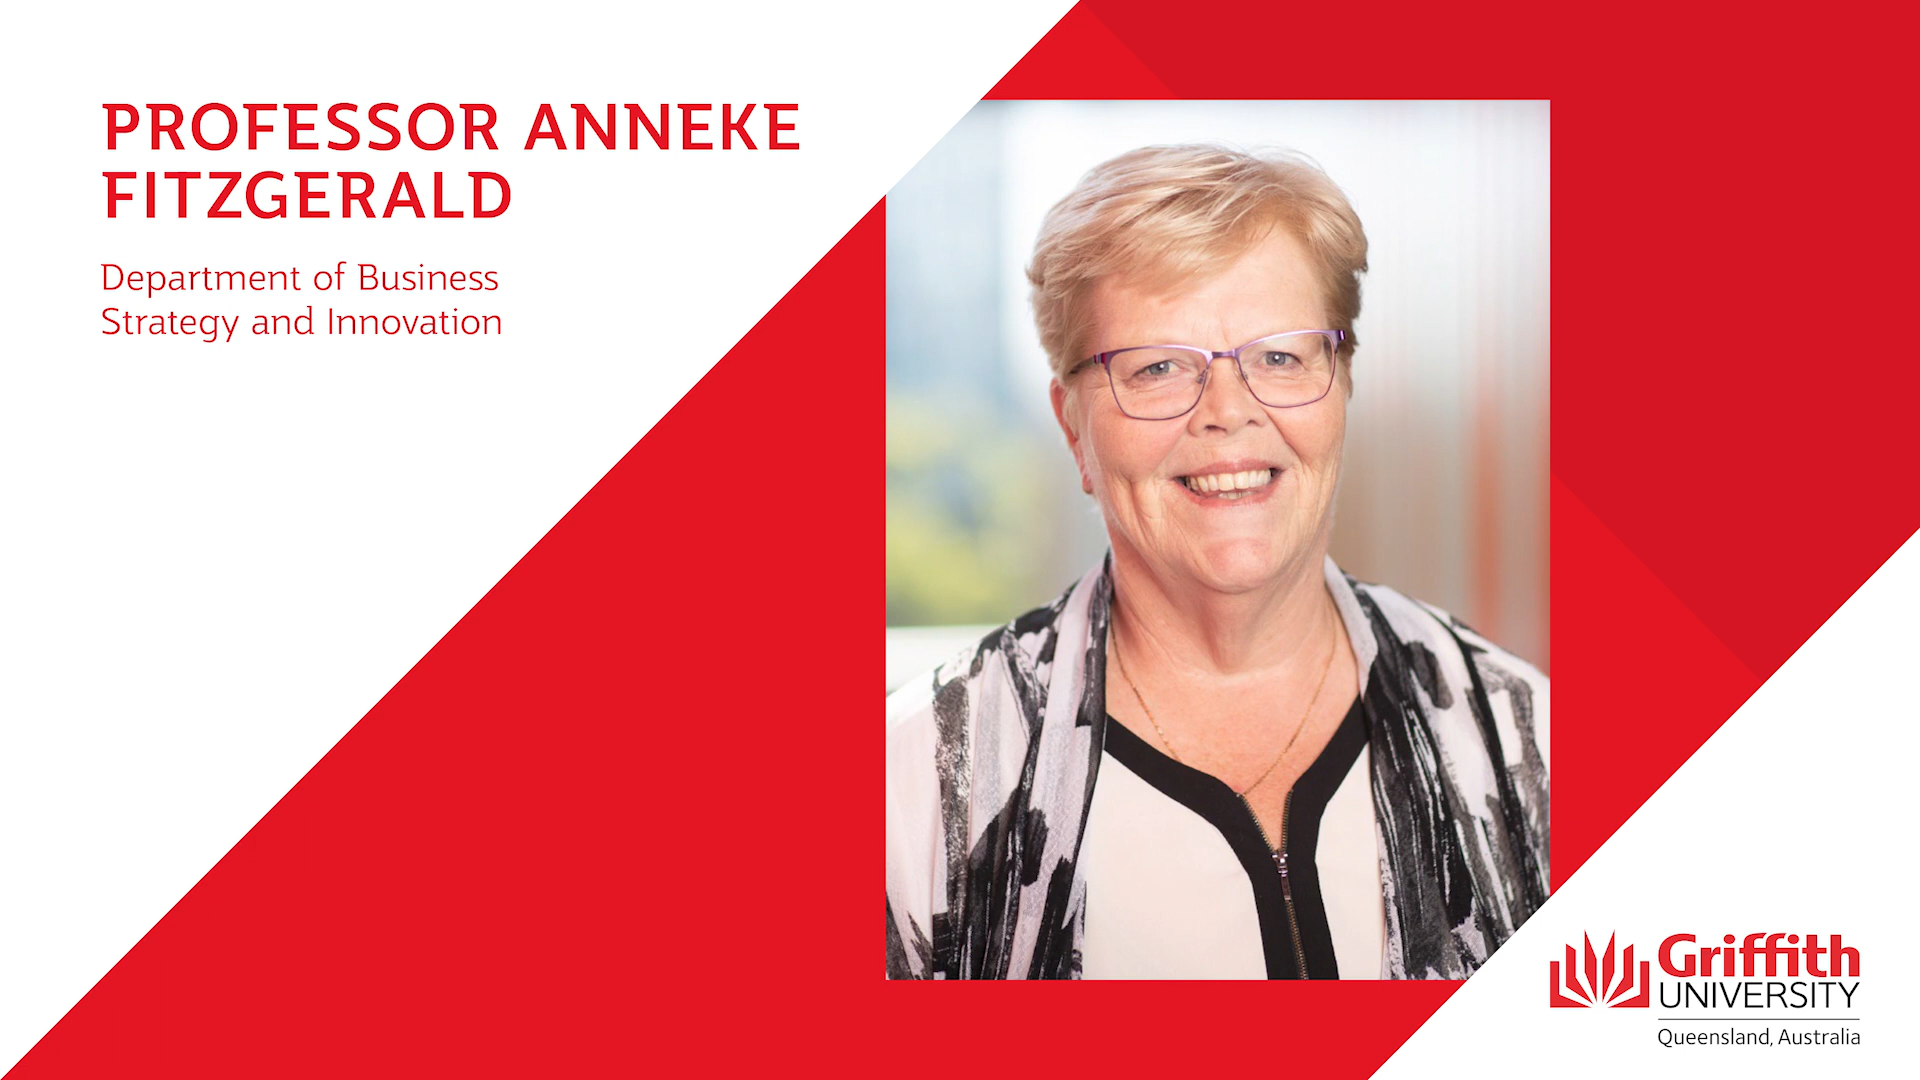 PROFESSOR ANNEKE
FITZGERALD
Department of Business
Strategy and Innovation
Griffith
UNIVERSITY
Queensland, Australia